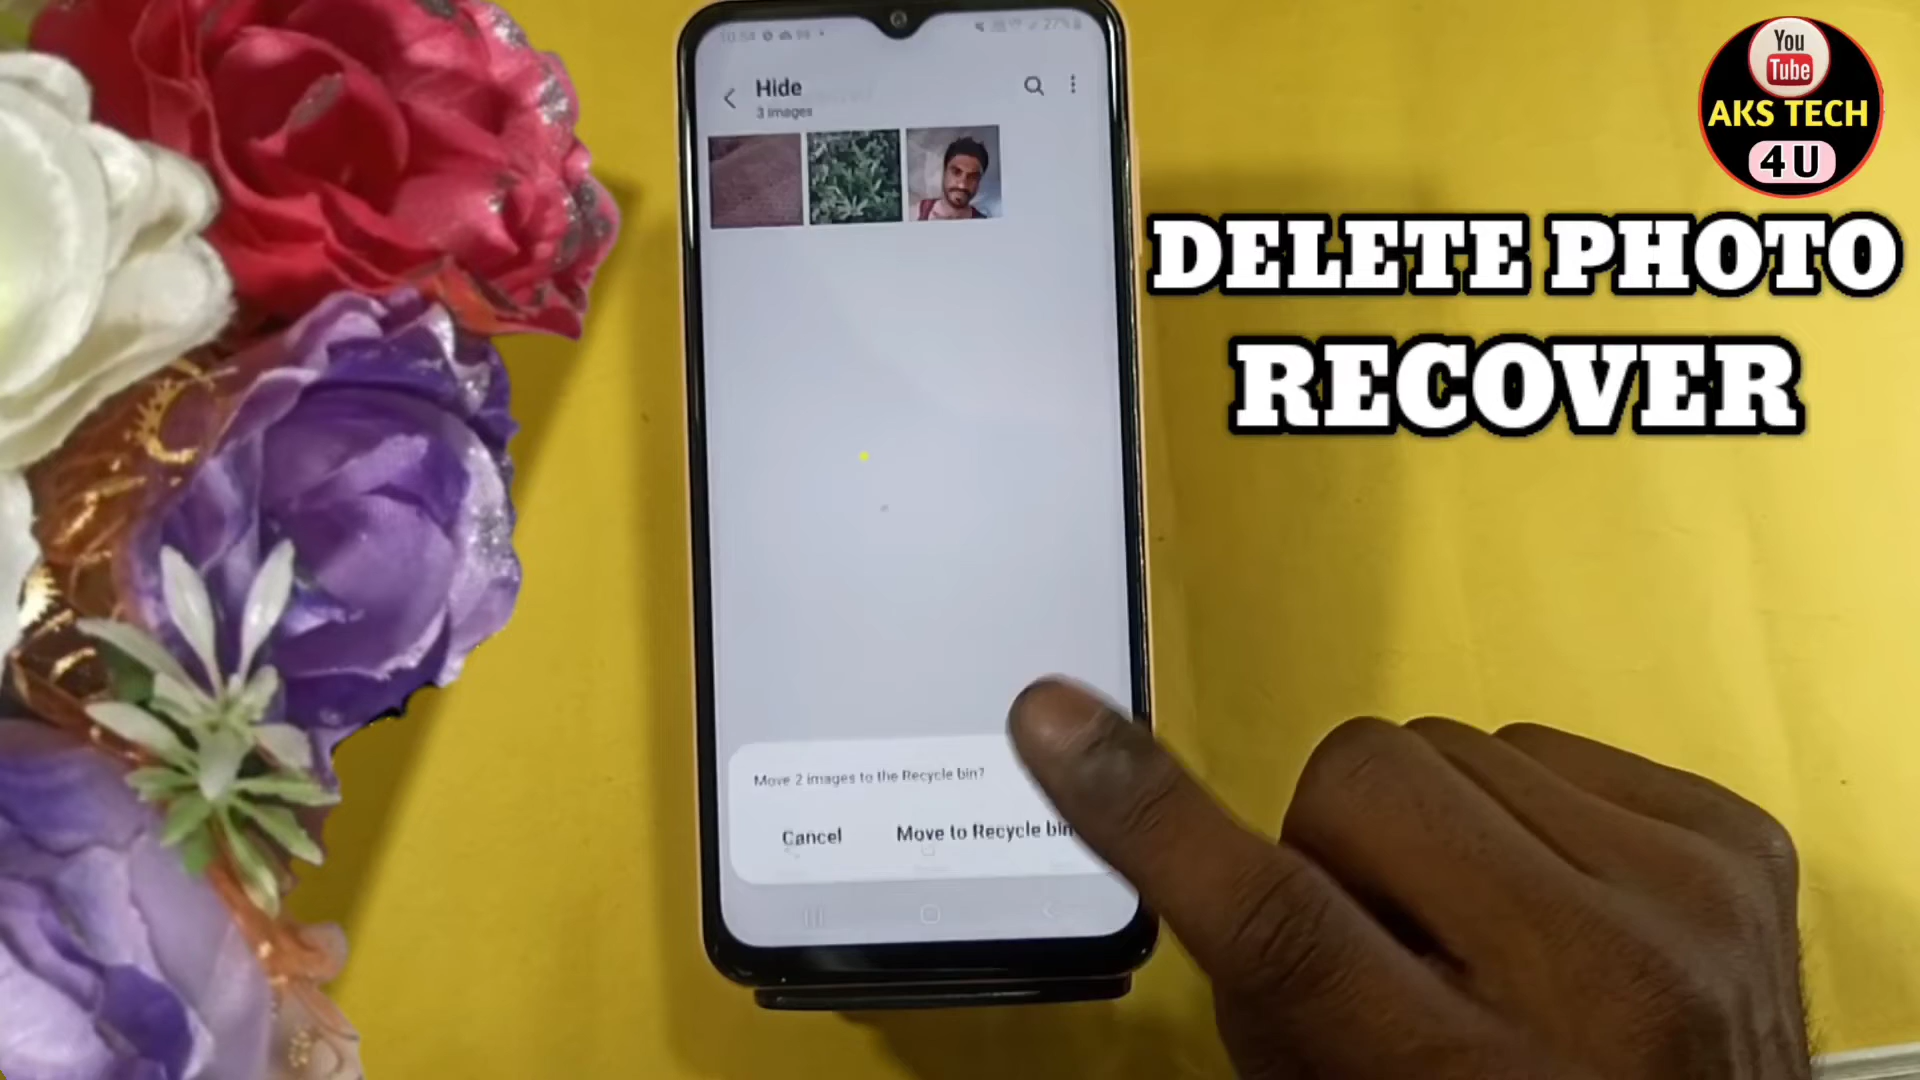 You
Tube
AKS TECH
4 U
DELETE PHOTO
RECOVER
Hide
3 images
Move 2 images to the Recycle bin?
Cancel
Move to Recycle bin